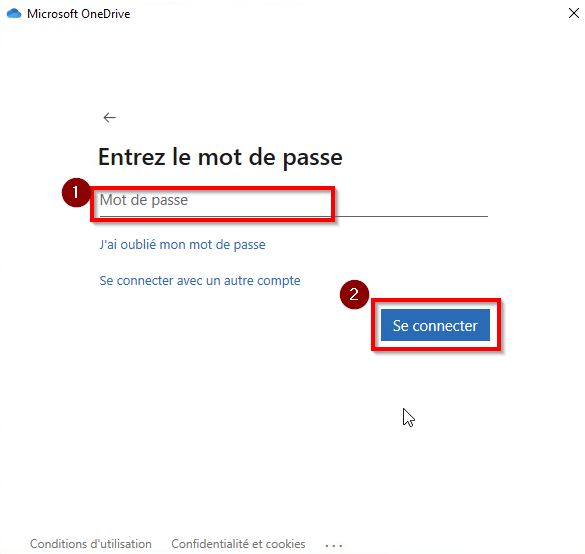 Microsoft OneDrive
Entrez le mot de passe
1
Mot de passe
J'ai oublié mon mot de passe
Se connecter avec un autre compte
2
Se connecter
Conditions d'utilisation Confidentialité et cookies ...